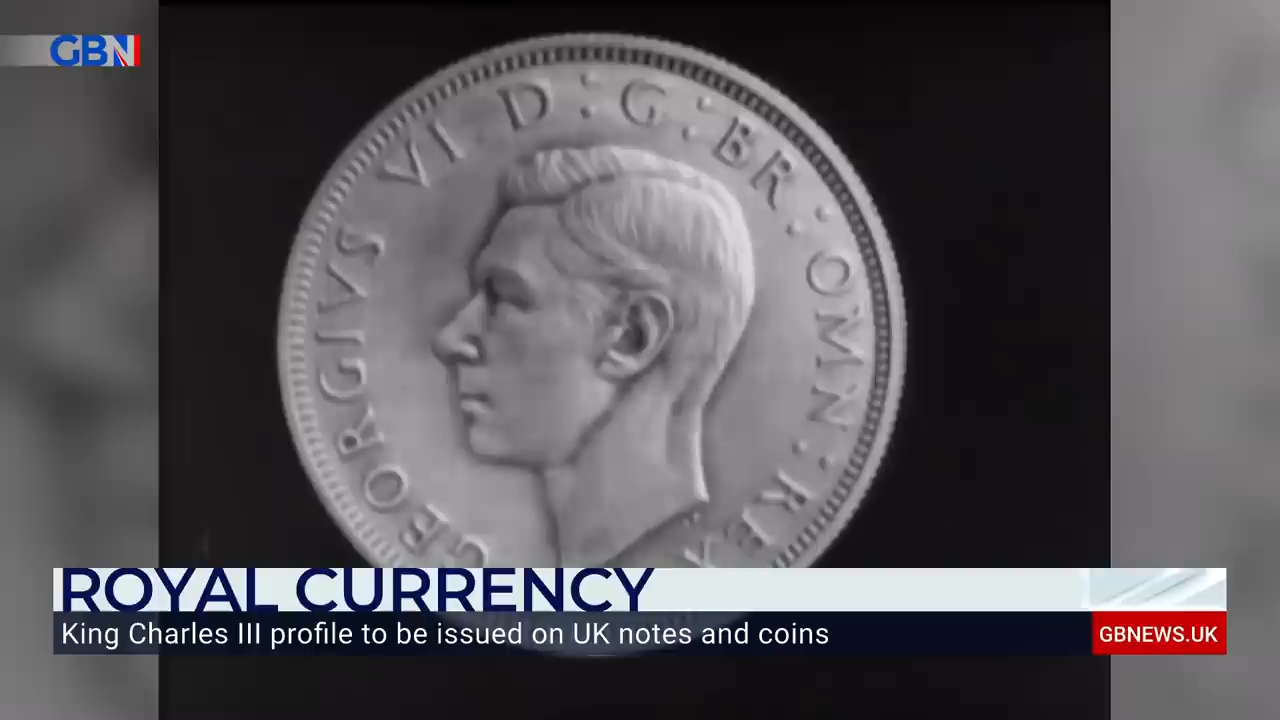 GBN
GEORGIVS VI D:G:BR:OMN:REX
ROYAL CURRENCY
King Charles III profile to be issued on UK notes and coins
GBNEWS.UK